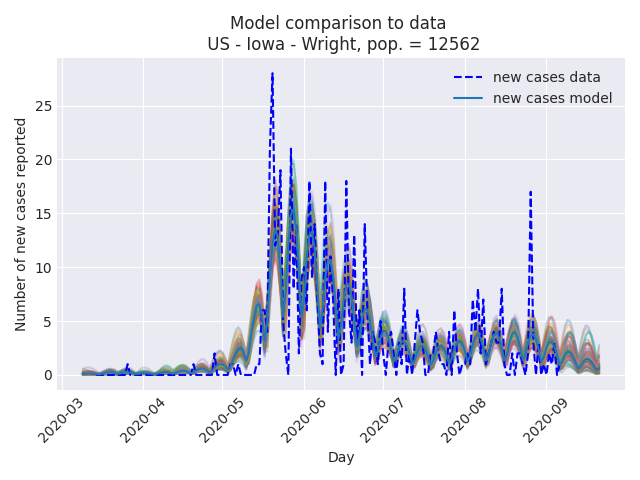 Model comparison to data
US - Iowa - Wright, pop. = 12562
new cases data
new cases model
Number of new cases reported
25
20
15
10
5
0
2020-03
2020-04
2020-05
2020-06
2020-07
2020-08
2020-09
Day